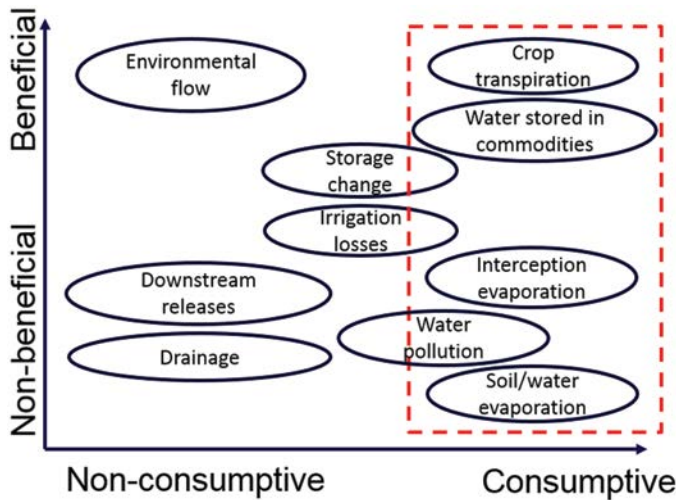 Beneficial
Non-beneficial
Environmental
flow
Crop
transpiration
Water stored in
commodities
Storage
change
Irrigation
losses
Downstream
releases
Interception
evaporation
Water
pollution
Drainage
Soil/water
evaporation
Non-consumptive
Consumptive